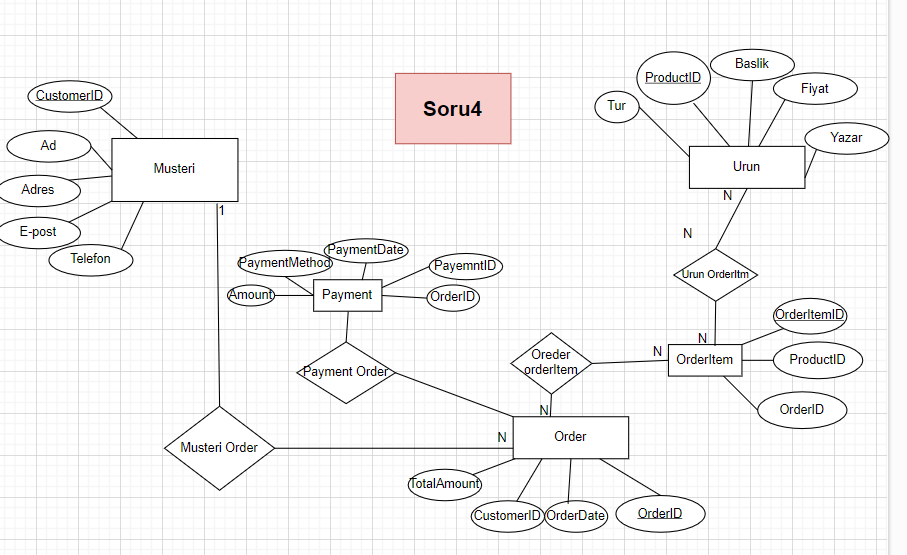 Soru4
CustomerID
Ad
Adres
E-post
Telefon
Musteri
1
Tur
ProductID
Baslik
Fiyat
Yazar
Urun
N
N
Urun OrderItm
N
PaymentMethod
PaymentDate
PayemntID
Amount
Payment
OrderID
Payment Order
Oreder
orderItem
N
OrderItem
OrderItemID
ProductID
OrderID
N
Musteri Order
N
Order
TotalAmount
CustomerID
OrderDate
OrderID